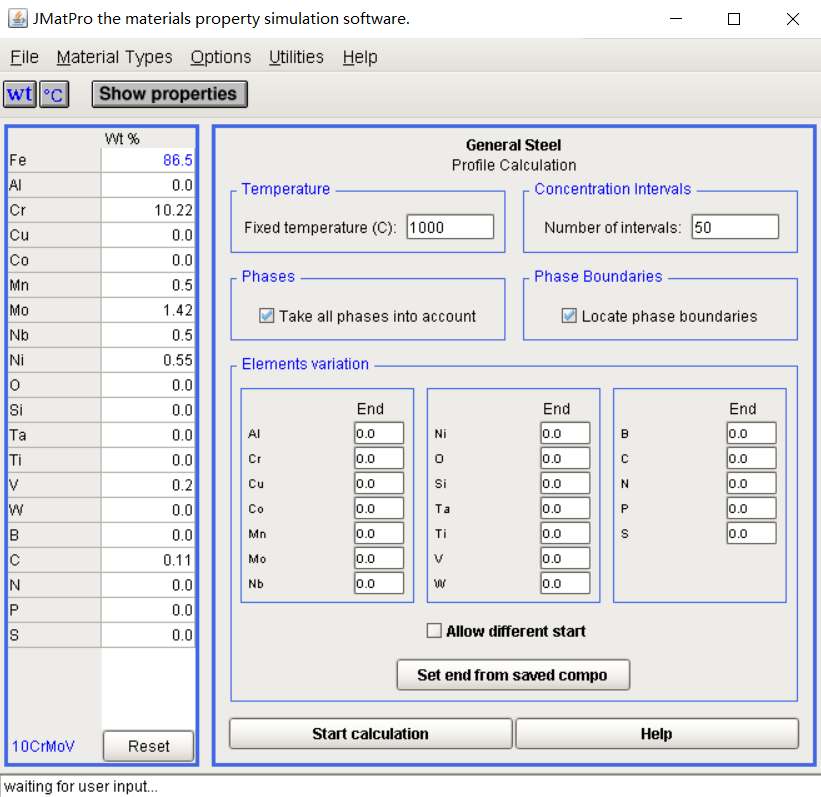 JMatPro the materials property simulation software.
File Material Types Options Utilities Help
wt °C Show properties
Wt %
Fe 86.5
Al 0.0
Cr 10.22
Cu 0.0
Co 0.0
Mn 0.5
Mo 1.42
Nb 0.5
Ni 0.55
O 0.0
Si 0.0
Ta 0.0
Ti 0.0
V 0.2
W 0.0
B 0.0
C 0.11
N 0.0
P 0.0
S 0.0
10CrMoV Reset
General Steel
Profile Calculation
Temperature
Fixed temperature (C): 1000
Concentration Intervals
Number of intervals: 50
Phases
Take all phases into account
Phase Boundaries
Locate phase boundaries
Elements variation
End
Al 0.0
Cr 0.0
Cu 0.0
Co 0.0
Mn 0.0
Mo 0.0
Nb 0.0
End
Ni 0.0
O 0.0
Si 0.0
Ta 0.0
Ti 0.0
V 0.0
W 0.0
End
B 0.0
C 0.0
N 0.0
P 0.0
S 0.0
Allow different start
Set end from saved compo
Start calculation Help
waiting for user input...